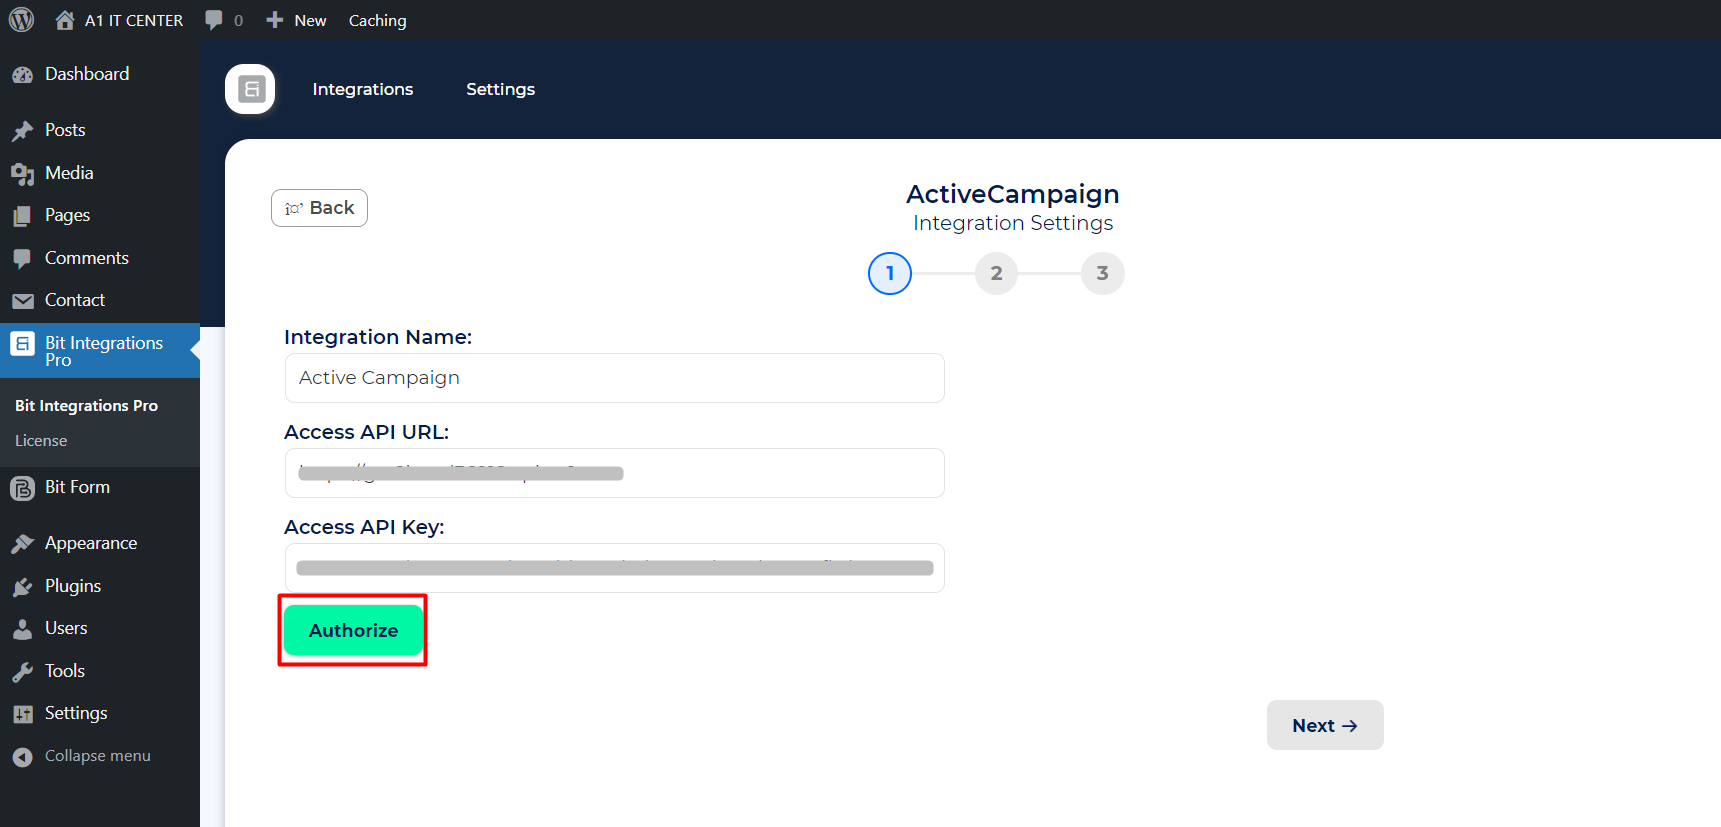 A1 IT CENTER
0
New
Caching
Dashboard
Posts
Media
Pages
Comments
Contact
Bit Integrations
Pro
Bit Integrations Pro
License
Bit Form
Appearance
Plugins
Users
Tools
Settings
Collapse menu
Integrations
Settings
Back
ActiveCampaign
Integration Settings
1
2
3
Integration Name:
Active Campaign
Access API URL:
Access API Key:
Authorize
Next →